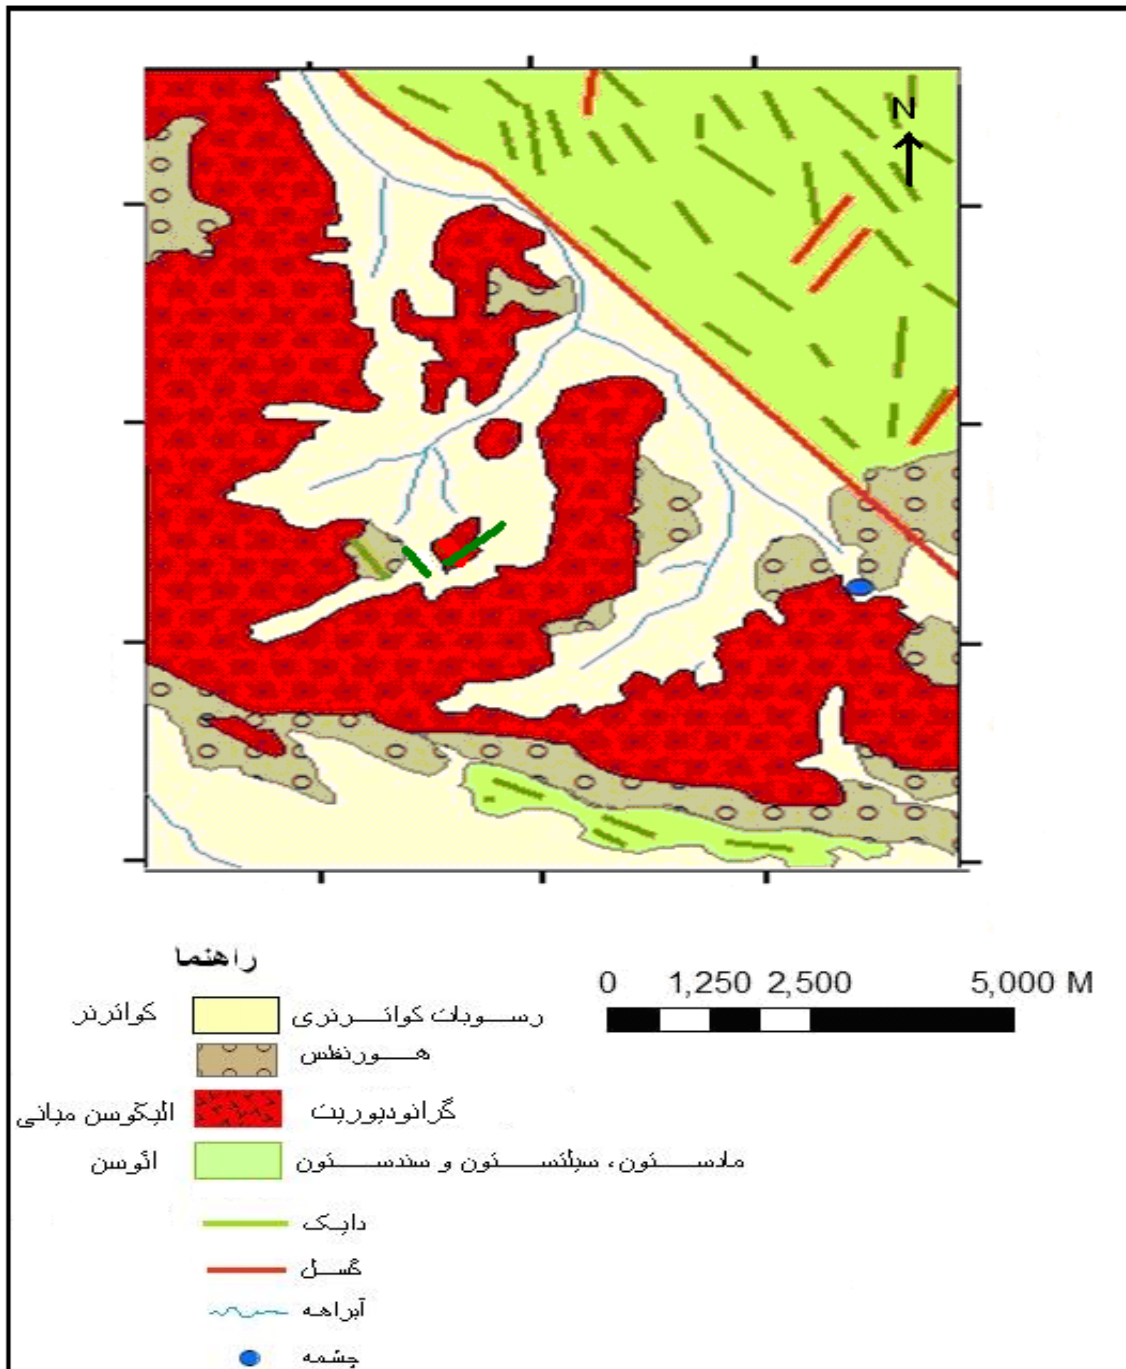 N
راهنما
0 1,250 2,500 5,000 M
کواترنر رسوبات کواترنری
هورنفلس
الیگوسن میانی گرانودیوریت
ائوسن مادستون، سیلتستون و سندستون
دایک
گسل
آبراهه
چشمه